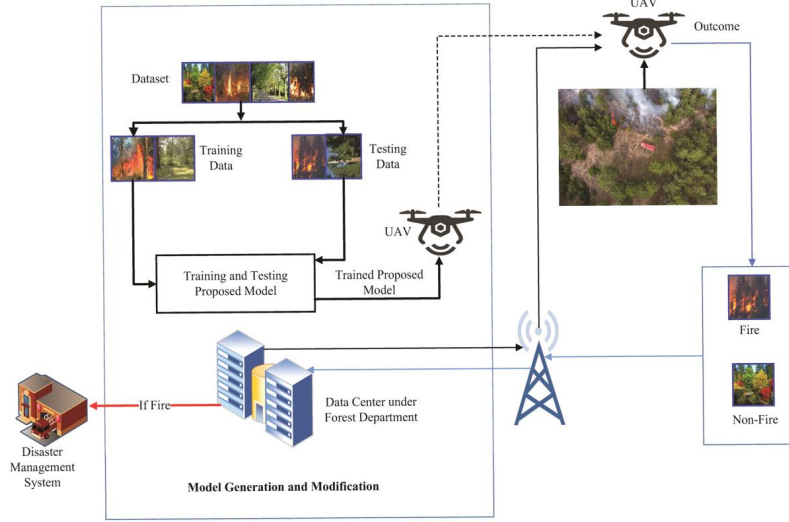 UAV
Outcome
Dataset
Training
Data
Testing
Data
UAV
Training and Testing
Proposed Model
Trained Proposed
Model
Fire
Non-Fire
If Fire
Data Center under
Forest Department
Disaster
Management
System
Model Generation and Modification